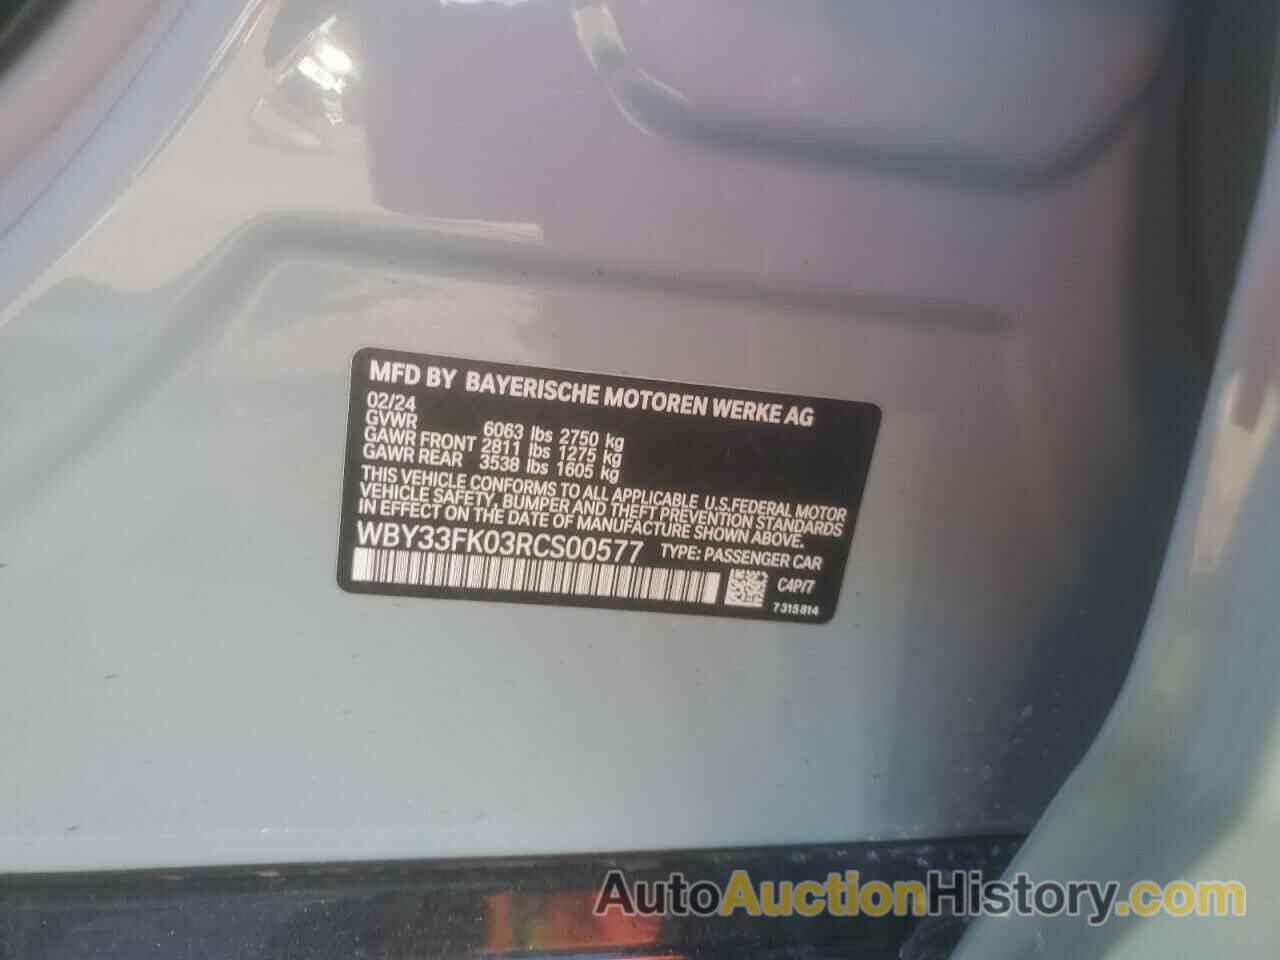 MFD BY BAYERISCHE MOTOREN WERKE AG
02/24
GVWR 6063 lbs 2750 kg
GAWR FRONT 2811 lbs 1275 kg
GAWR REAR 3538 lbs 1605 kg
THIS VEHICLE CONFORMS TO ALL APPLICABLE U.S.FEDERAL MOTOR
VEHICLE SAFETY, BUMPER AND THEFT PREVENTION STANDARDS
IN EFFECT ON THE DATE OF MANUFACTURE SHOWN ABOVE.
WBY33FK03RCS00577 TYPE: PASSENGER CAR
C4P/7
7315814
AutoAuctionHistory.com